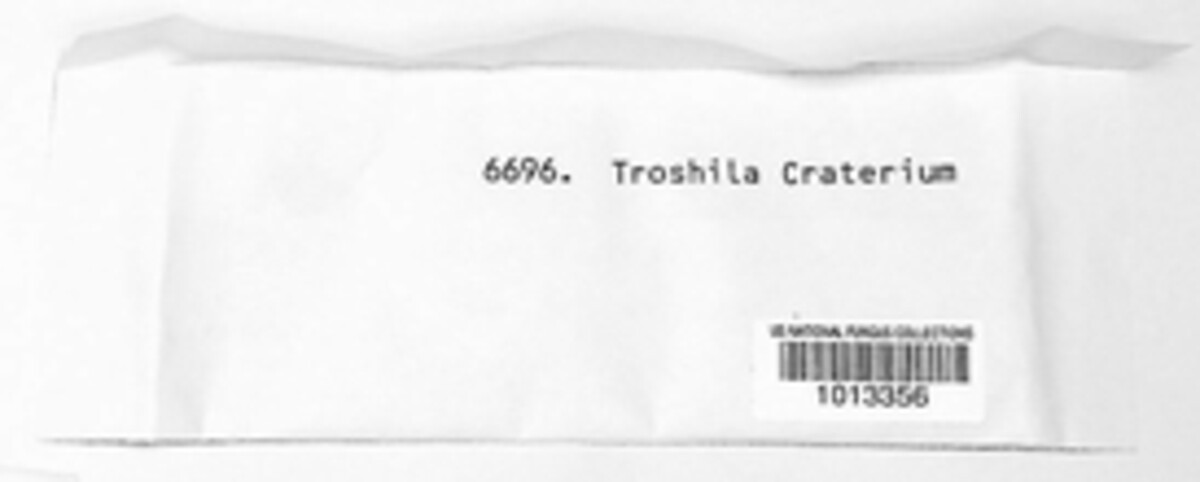 6696. Troshila Craterium
US NATIONAL FUNGUS COLLECTIONS
1013356